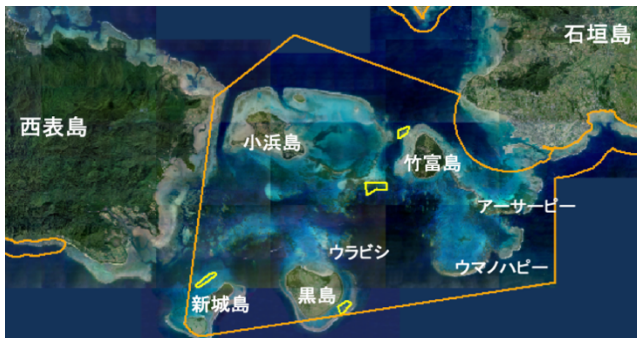 石垣島
西表島
小浜島
竹富島
アーサーピー
ウラビシ
ウマノハピー
新城島
黒島